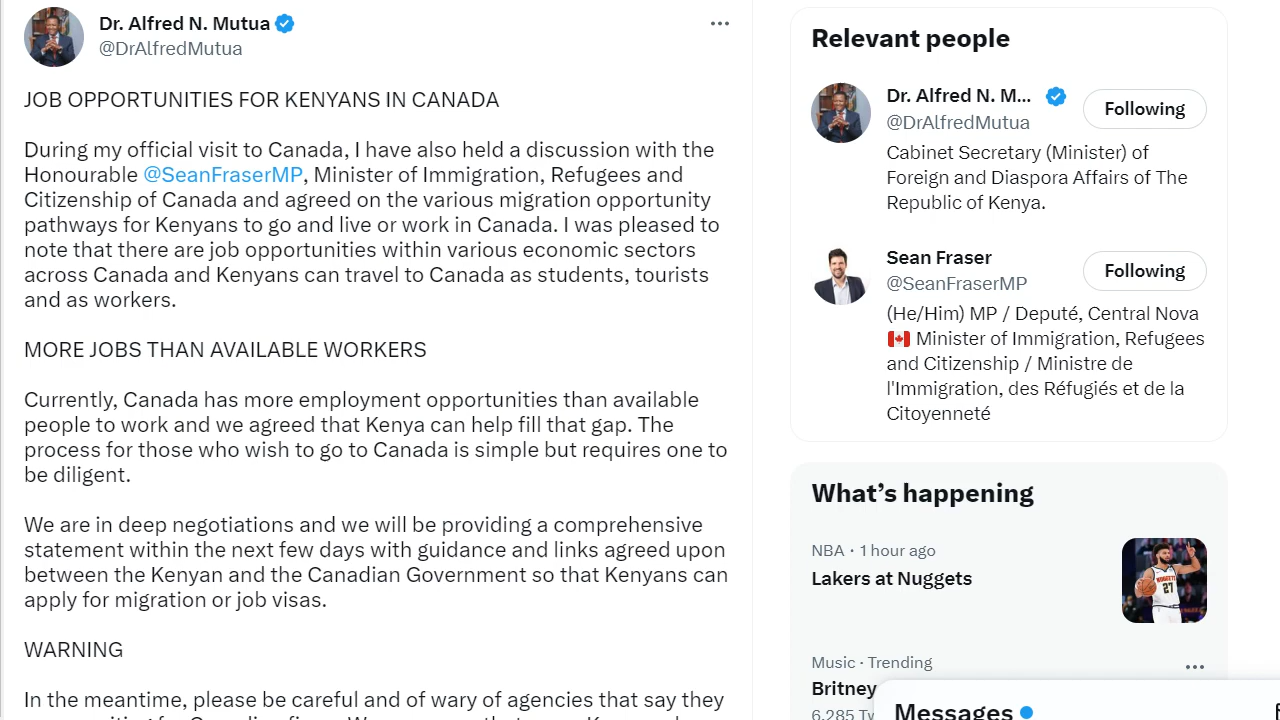 Dr. Alfred N. Mutua
@DrAlfredMutua
JOB OPPORTUNITIES FOR KENYANS IN CANADA
During my official visit to Canada, I have also held a discussion with the
Honourable @SeanFraserMP, Minister of Immigration, Refugees and
Citizenship of Canada and agreed on the various migration opportunity
pathways for Kenyans to go and live or work in Canada. I was pleased to
note that there are job opportunities within various economic sectors
across Canada and Kenyans can travel to Canada as students, tourists
and as workers.
MORE JOBS THAN AVAILABLE WORKERS
Currently, Canada has more employment opportunities than available
people to work and we agreed that Kenya can help fill that gap. The
process for those who wish to go to Canada is simple but requires one to
be diligent.
We are in deep negotiations and we will be providing a comprehensive
statement within the next few days with guidance and links agreed upon
between the Kenyan and the Canadian Government so that Kenyans can
apply for migration or job visas.
WARNING
In the meantime, please be careful and of wary of agencies that say they
Relevant people
Dr. Alfred N. M...
Following
@DrAlfredMutua
Cabinet Secretary (Minister) of
Foreign and Diaspora Affairs of The
Republic of Kenya.
Sean Fraser
Following
@SeanFraserMP
(He/Him) MP / Deputé, Central Nova
🇨🇦 Minister of Immigration, Refugees
and Citizenship / Ministre de
l'Immigration, des Réfugiés et de la
Citoyenneté
What's happening
NBA · 1 hour ago
Lakers at Nuggets
NUGGETS
27
Music · Trending
Britney
6,285 Tw
Messages